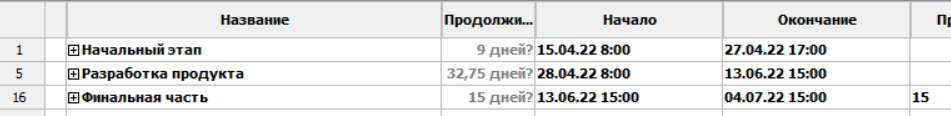 Название Продолжи... Начало Окончание Пр
1 Начальный этап 9 дней? 15.04.22 8:00 27.04.22 17:00
5 Разработка продукта 32,75 дней? 28.04.22 8:00 13.06.22 15:00
16 Финальная часть 15 дней? 13.06.22 15:00 04.07.22 15:00 15